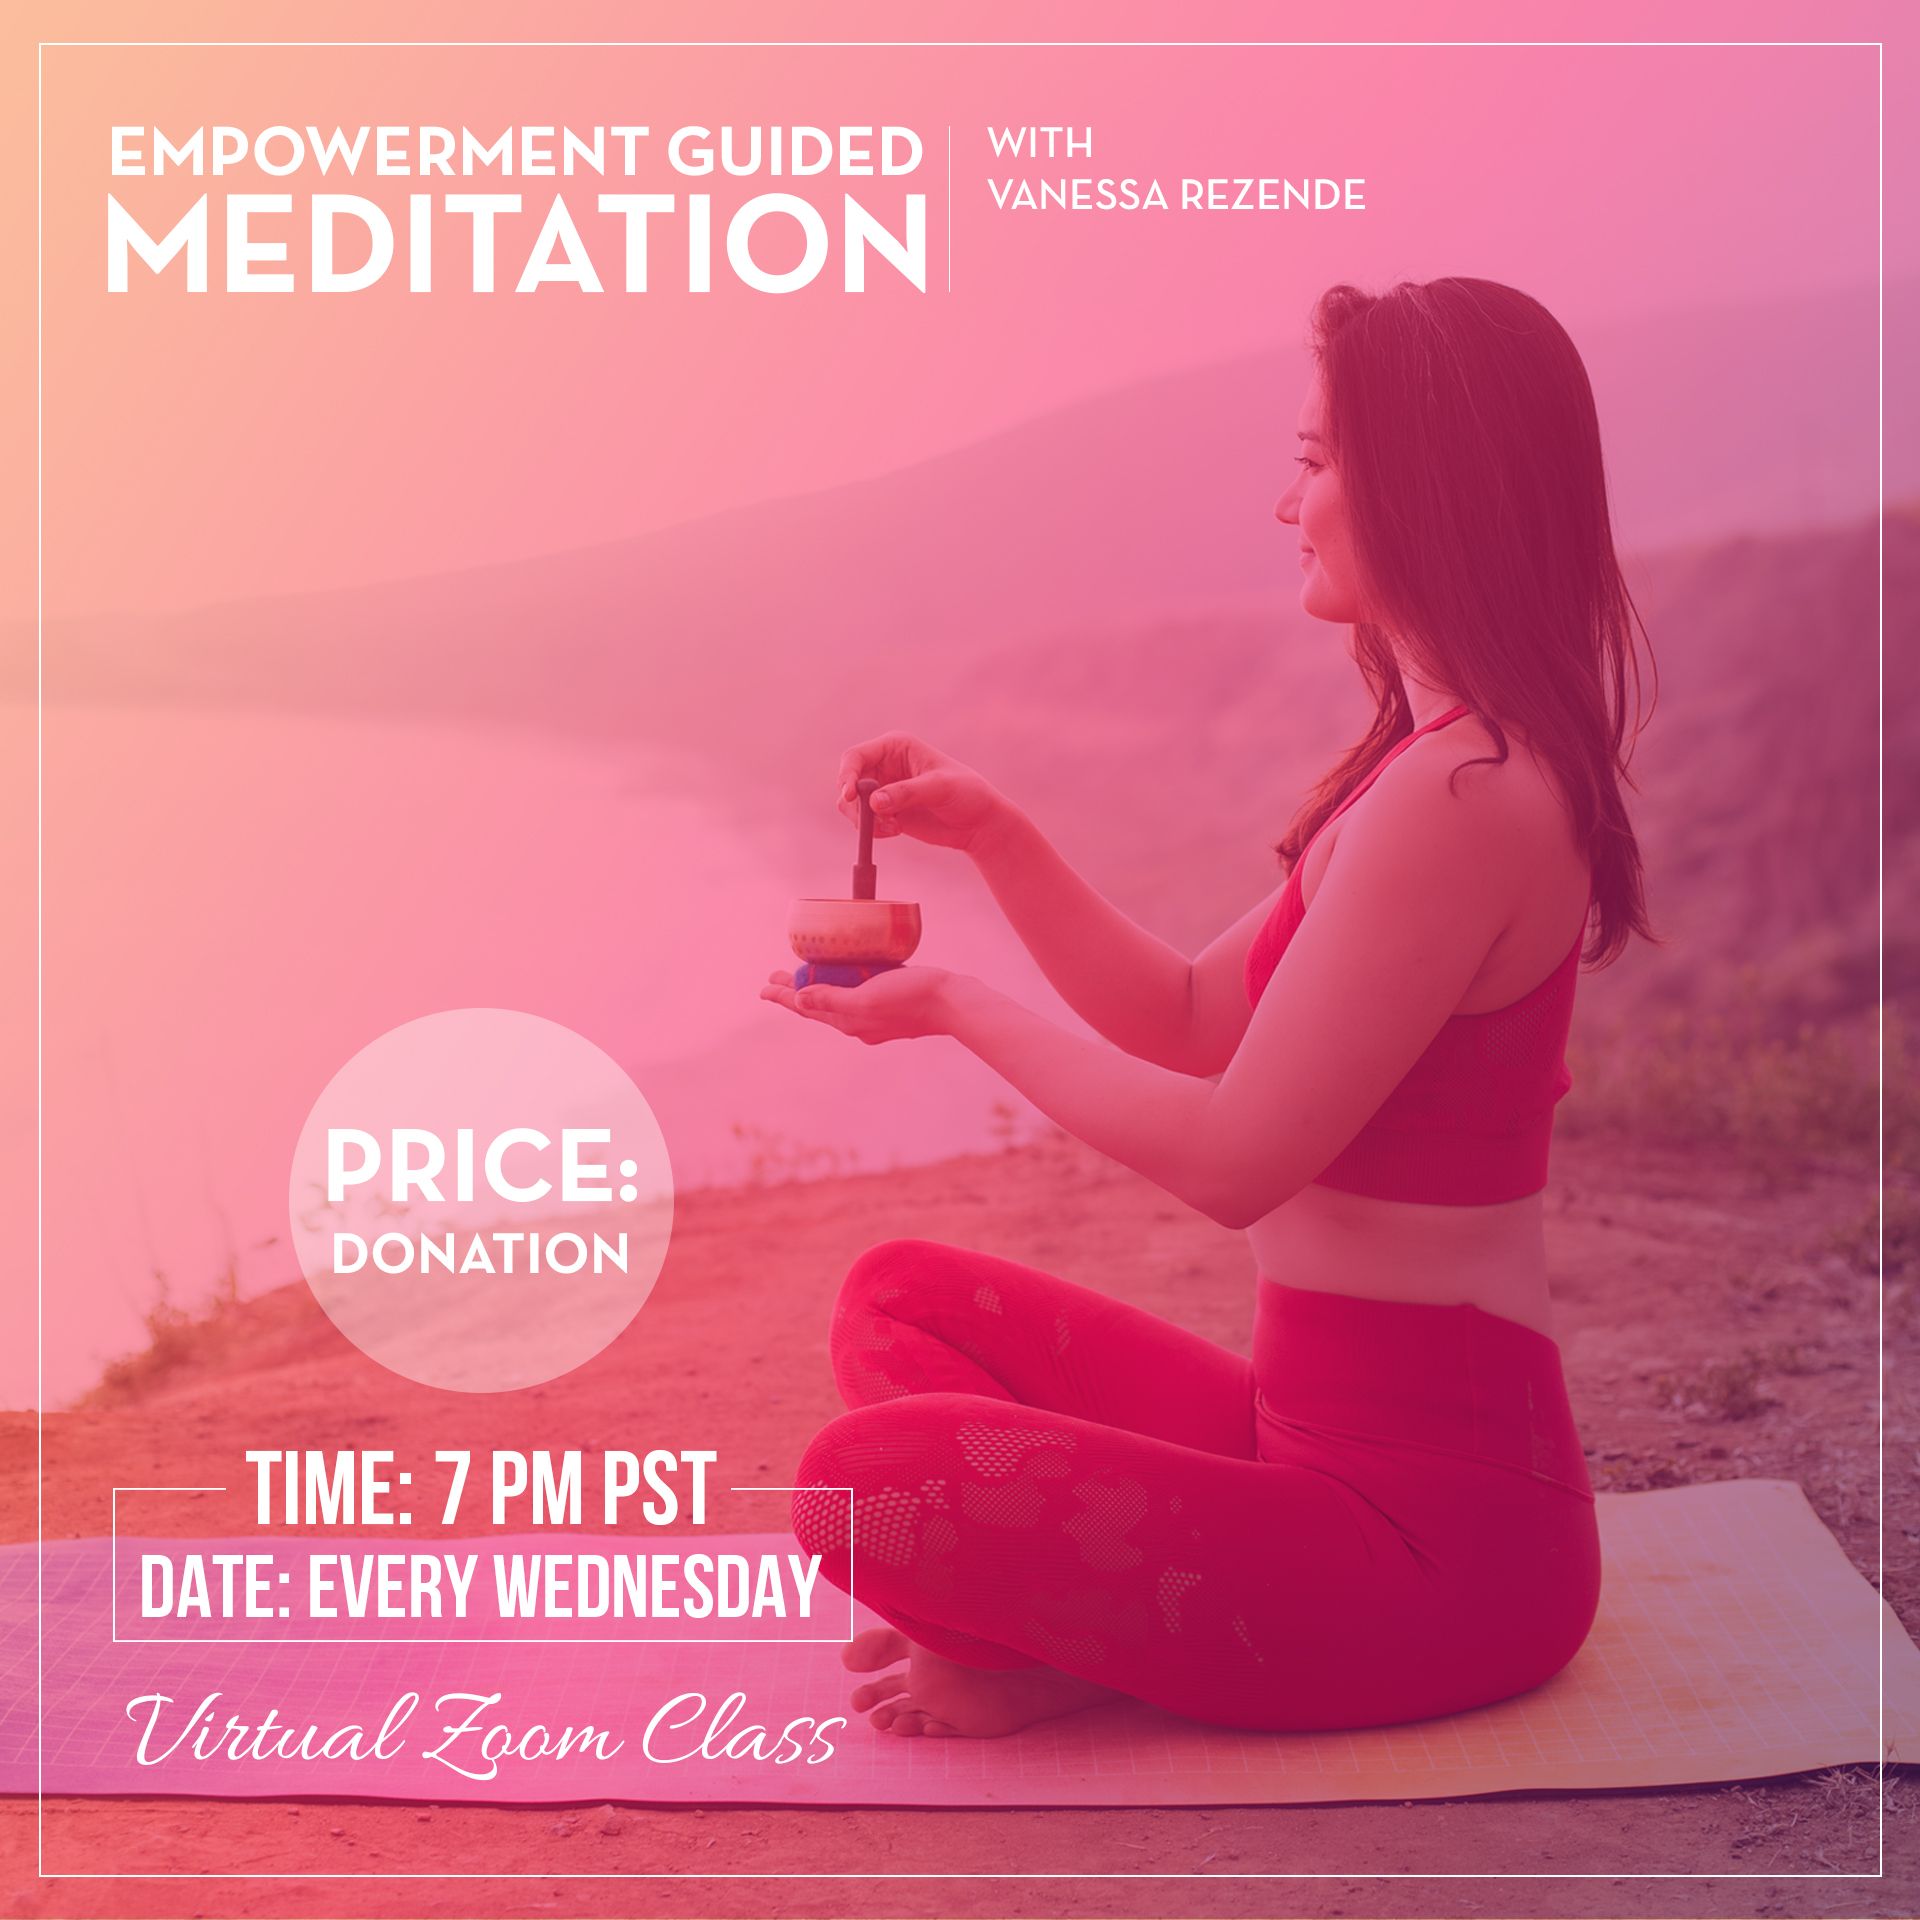 EMPOWERMENT GUIDED
MEDITATION
WITH
VANESSA REZENDE
PRICE:
DONATION
TIME: 7 PM PST
DATE: EVERY WEDNESDAY
Virtual Zoom Class